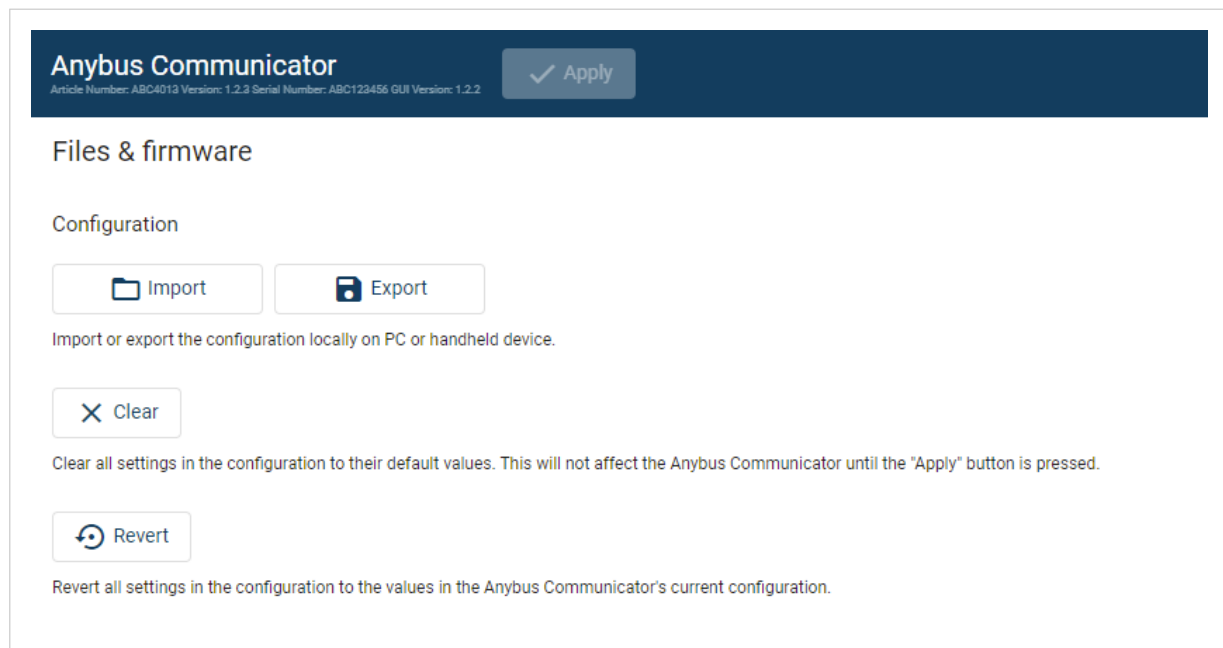 Anybus Communicator
Article Number: ABC4013 Version: 1.2.3 Serial Number: ABC123456 GUI Version: 1.2.2
Apply
Files & firmware
Configuration
Import
Export
Import or export the configuration locally on PC or handheld device.
Clear
Clear all settings in the configuration to their default values. This will not affect the Anybus Communicator until the "Apply" button is pressed.
Revert
Revert all settings in the configuration to the values in the Anybus Communicator's current configuration.